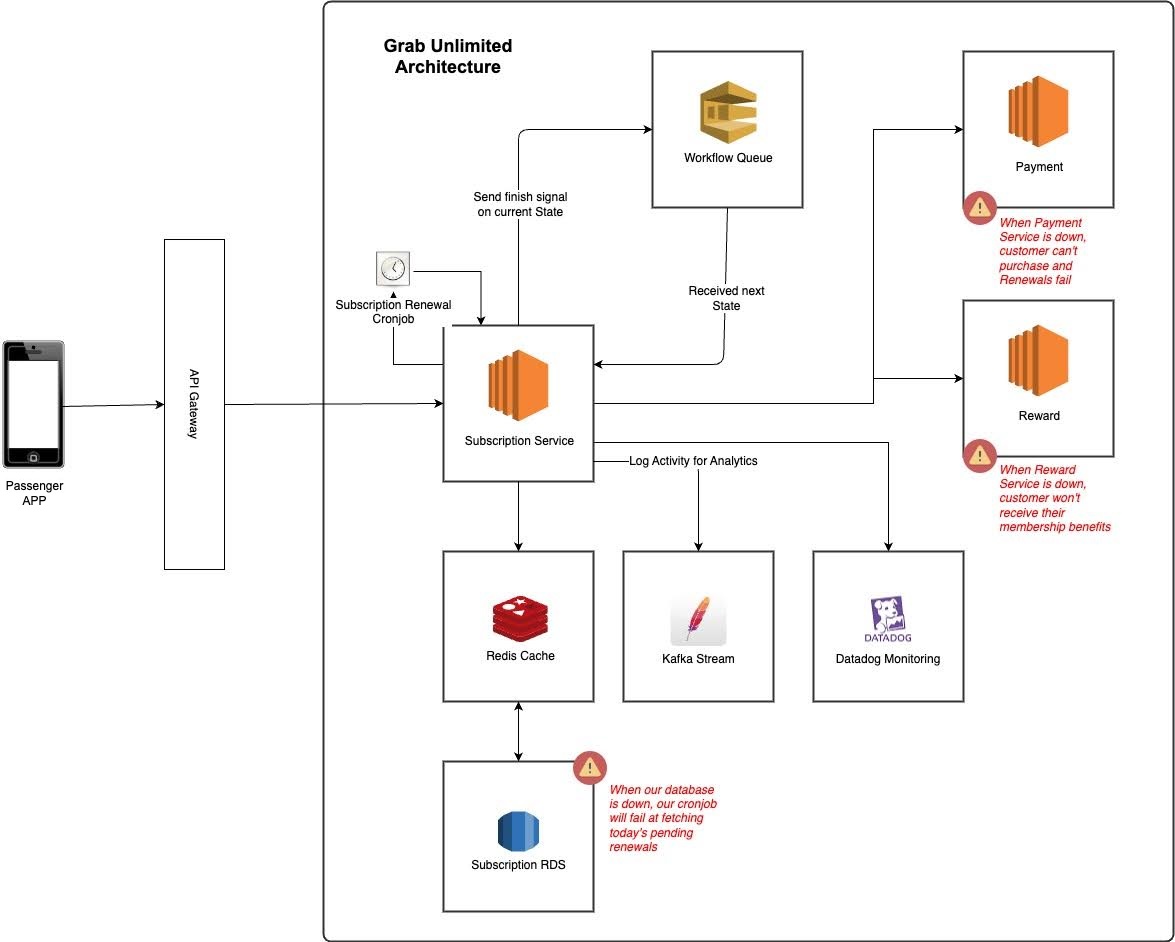 Grab Unlimited
Architecture
Workflow Queue
Payment
When Payment
Service is down,
customer can't
purchase and
Renewals fail
Send finish signal
on current State
Received next
State
Subscription Renewal
Cronjob
Passenger
APP
API Gateway
Subscription Service
Reward
When Reward
Service is down,
customer won't
receive their
membership benefits
Log Activity for Analytics
Redis Cache
Kafka Stream
DATADOG
Datadog Monitoring
When our database
is down, our cronjob
will fail at fetching
today's pending
renewals
Subscription RDS